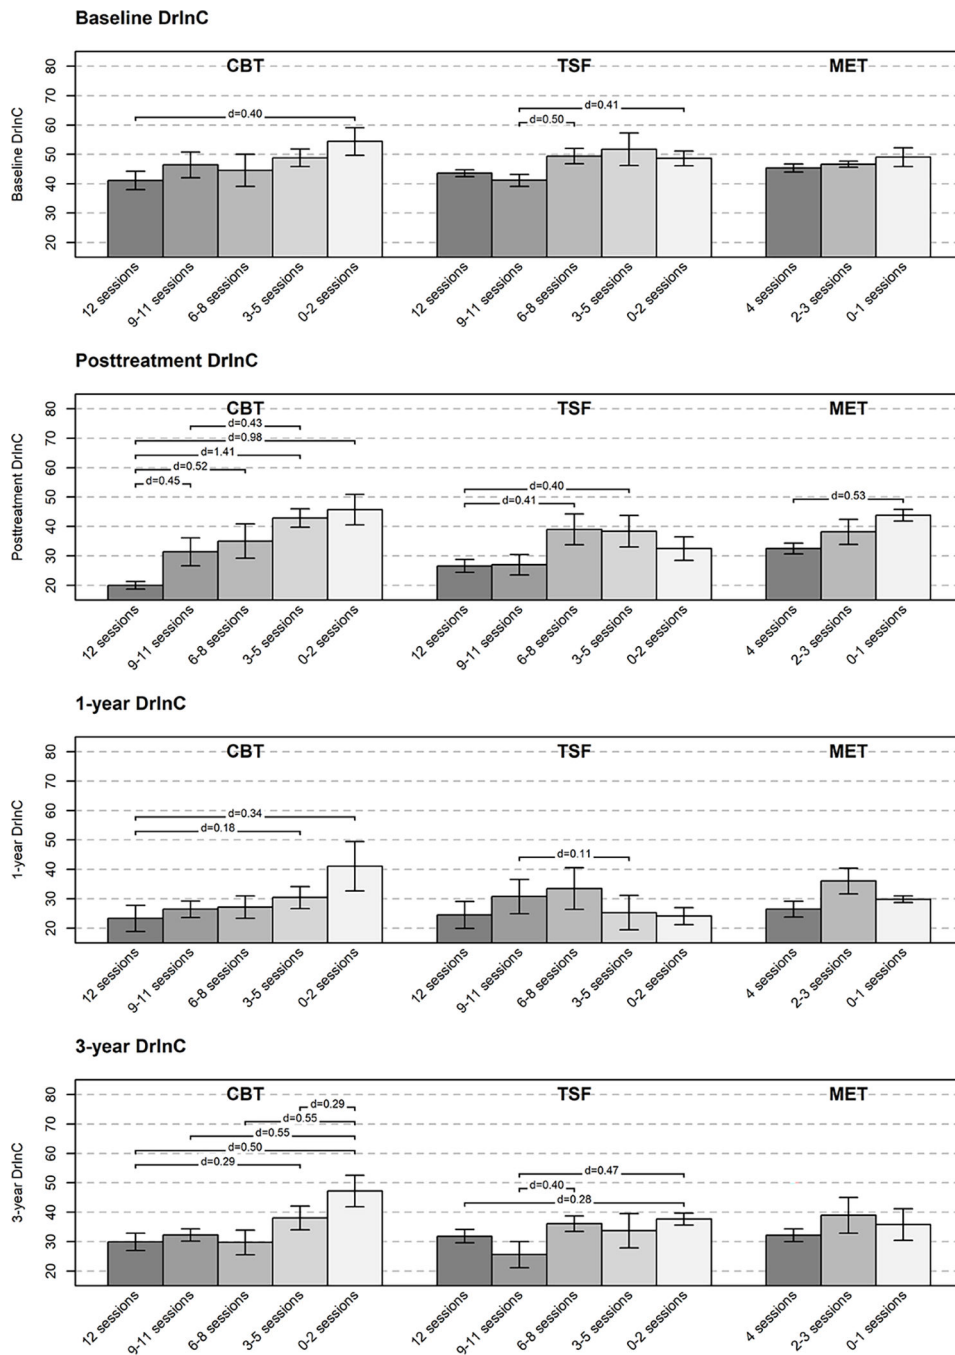 Baseline DrInC
CBT TSF MET
Baseline DrInC
80
70
60
50
40
30
20
d=0.40
d=0.41
d=0.50
12 sessions
9-11 sessions
6-8 sessions
3-5 sessions
0-2 sessions
12 sessions
9-11 sessions
6-8 sessions
3-5 sessions
0-2 sessions
4 sessions
2-3 sessions
0-1 sessions
Posttreatment DrInC
CBT TSF MET
Posttreatment DrInC
80
70
60
50
40
30
20
d=0.43
d=0.98
d=1.41
d=0.52
d=0.45
d=0.40
d=0.41
d=0.53
12 sessions
9-11 sessions
6-8 sessions
3-5 sessions
0-2 sessions
12 sessions
9-11 sessions
6-8 sessions
3-5 sessions
0-2 sessions
4 sessions
2-3 sessions
0-1 sessions
1-year DrInC
CBT TSF MET
1-year DrInC
80
70
60
50
40
30
20
d=0.34
d=0.18
d=0.11
12 sessions
9-11 sessions
6-8 sessions
3-5 sessions
0-2 sessions
12 sessions
9-11 sessions
6-8 sessions
3-5 sessions
0-2 sessions
4 sessions
2-3 sessions
0-1 sessions
3-year DrInC
CBT TSF MET
3-year DrInC
80
70
60
50
40
30
20
d=0.29
d=0.55
d=0.55
d=0.50
d=0.29
d=0.47
d=0.40
d=0.28
12 sessions
9-11 sessions
6-8 sessions
3-5 sessions
0-2 sessions
12 sessions
9-11 sessions
6-8 sessions
3-5 sessions
0-2 sessions
4 sessions
2-3 sessions
0-1 sessions